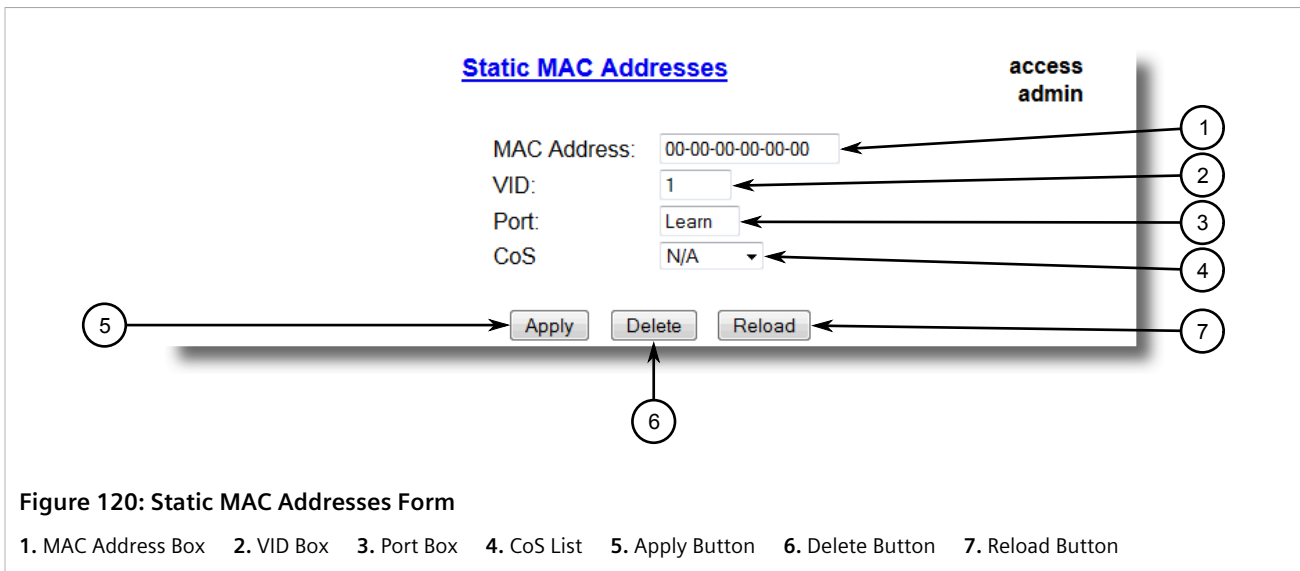 Static MAC Addresses
access
admin
MAC Address: 00-00-00-00-00-00
1
VID: 1
2
Port: Learn
3
CoS N/A
4
5
Apply Delete Reload
7
6
Figure 120: Static MAC Addresses Form
1. MAC Address Box 2. VID Box 3. Port Box 4. CoS List 5. Apply Button 6. Delete Button 7. Reload Button